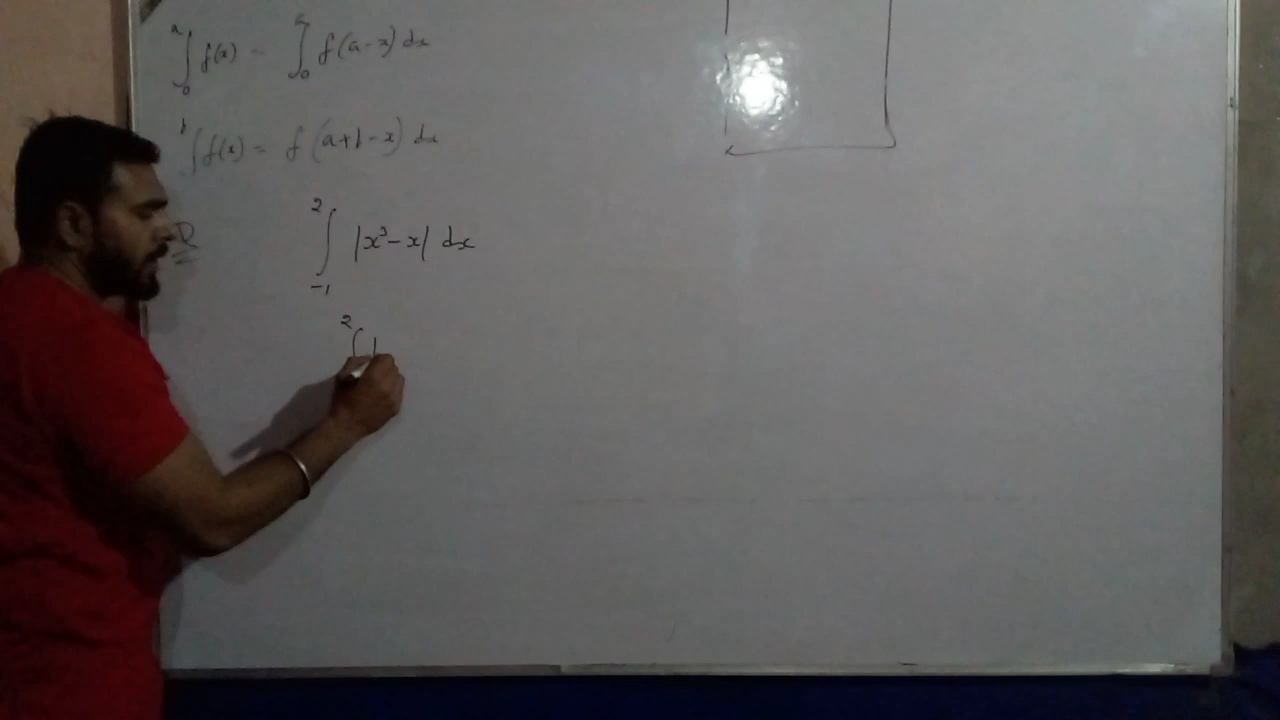 ∫₀ᵃ f(x) = ∫₀ᵃ f(a-x) dx
ᵇ∫ f(x) = f(a+b-x) dx
Q ∫₋₁² |x³-x| dx
²∫ |